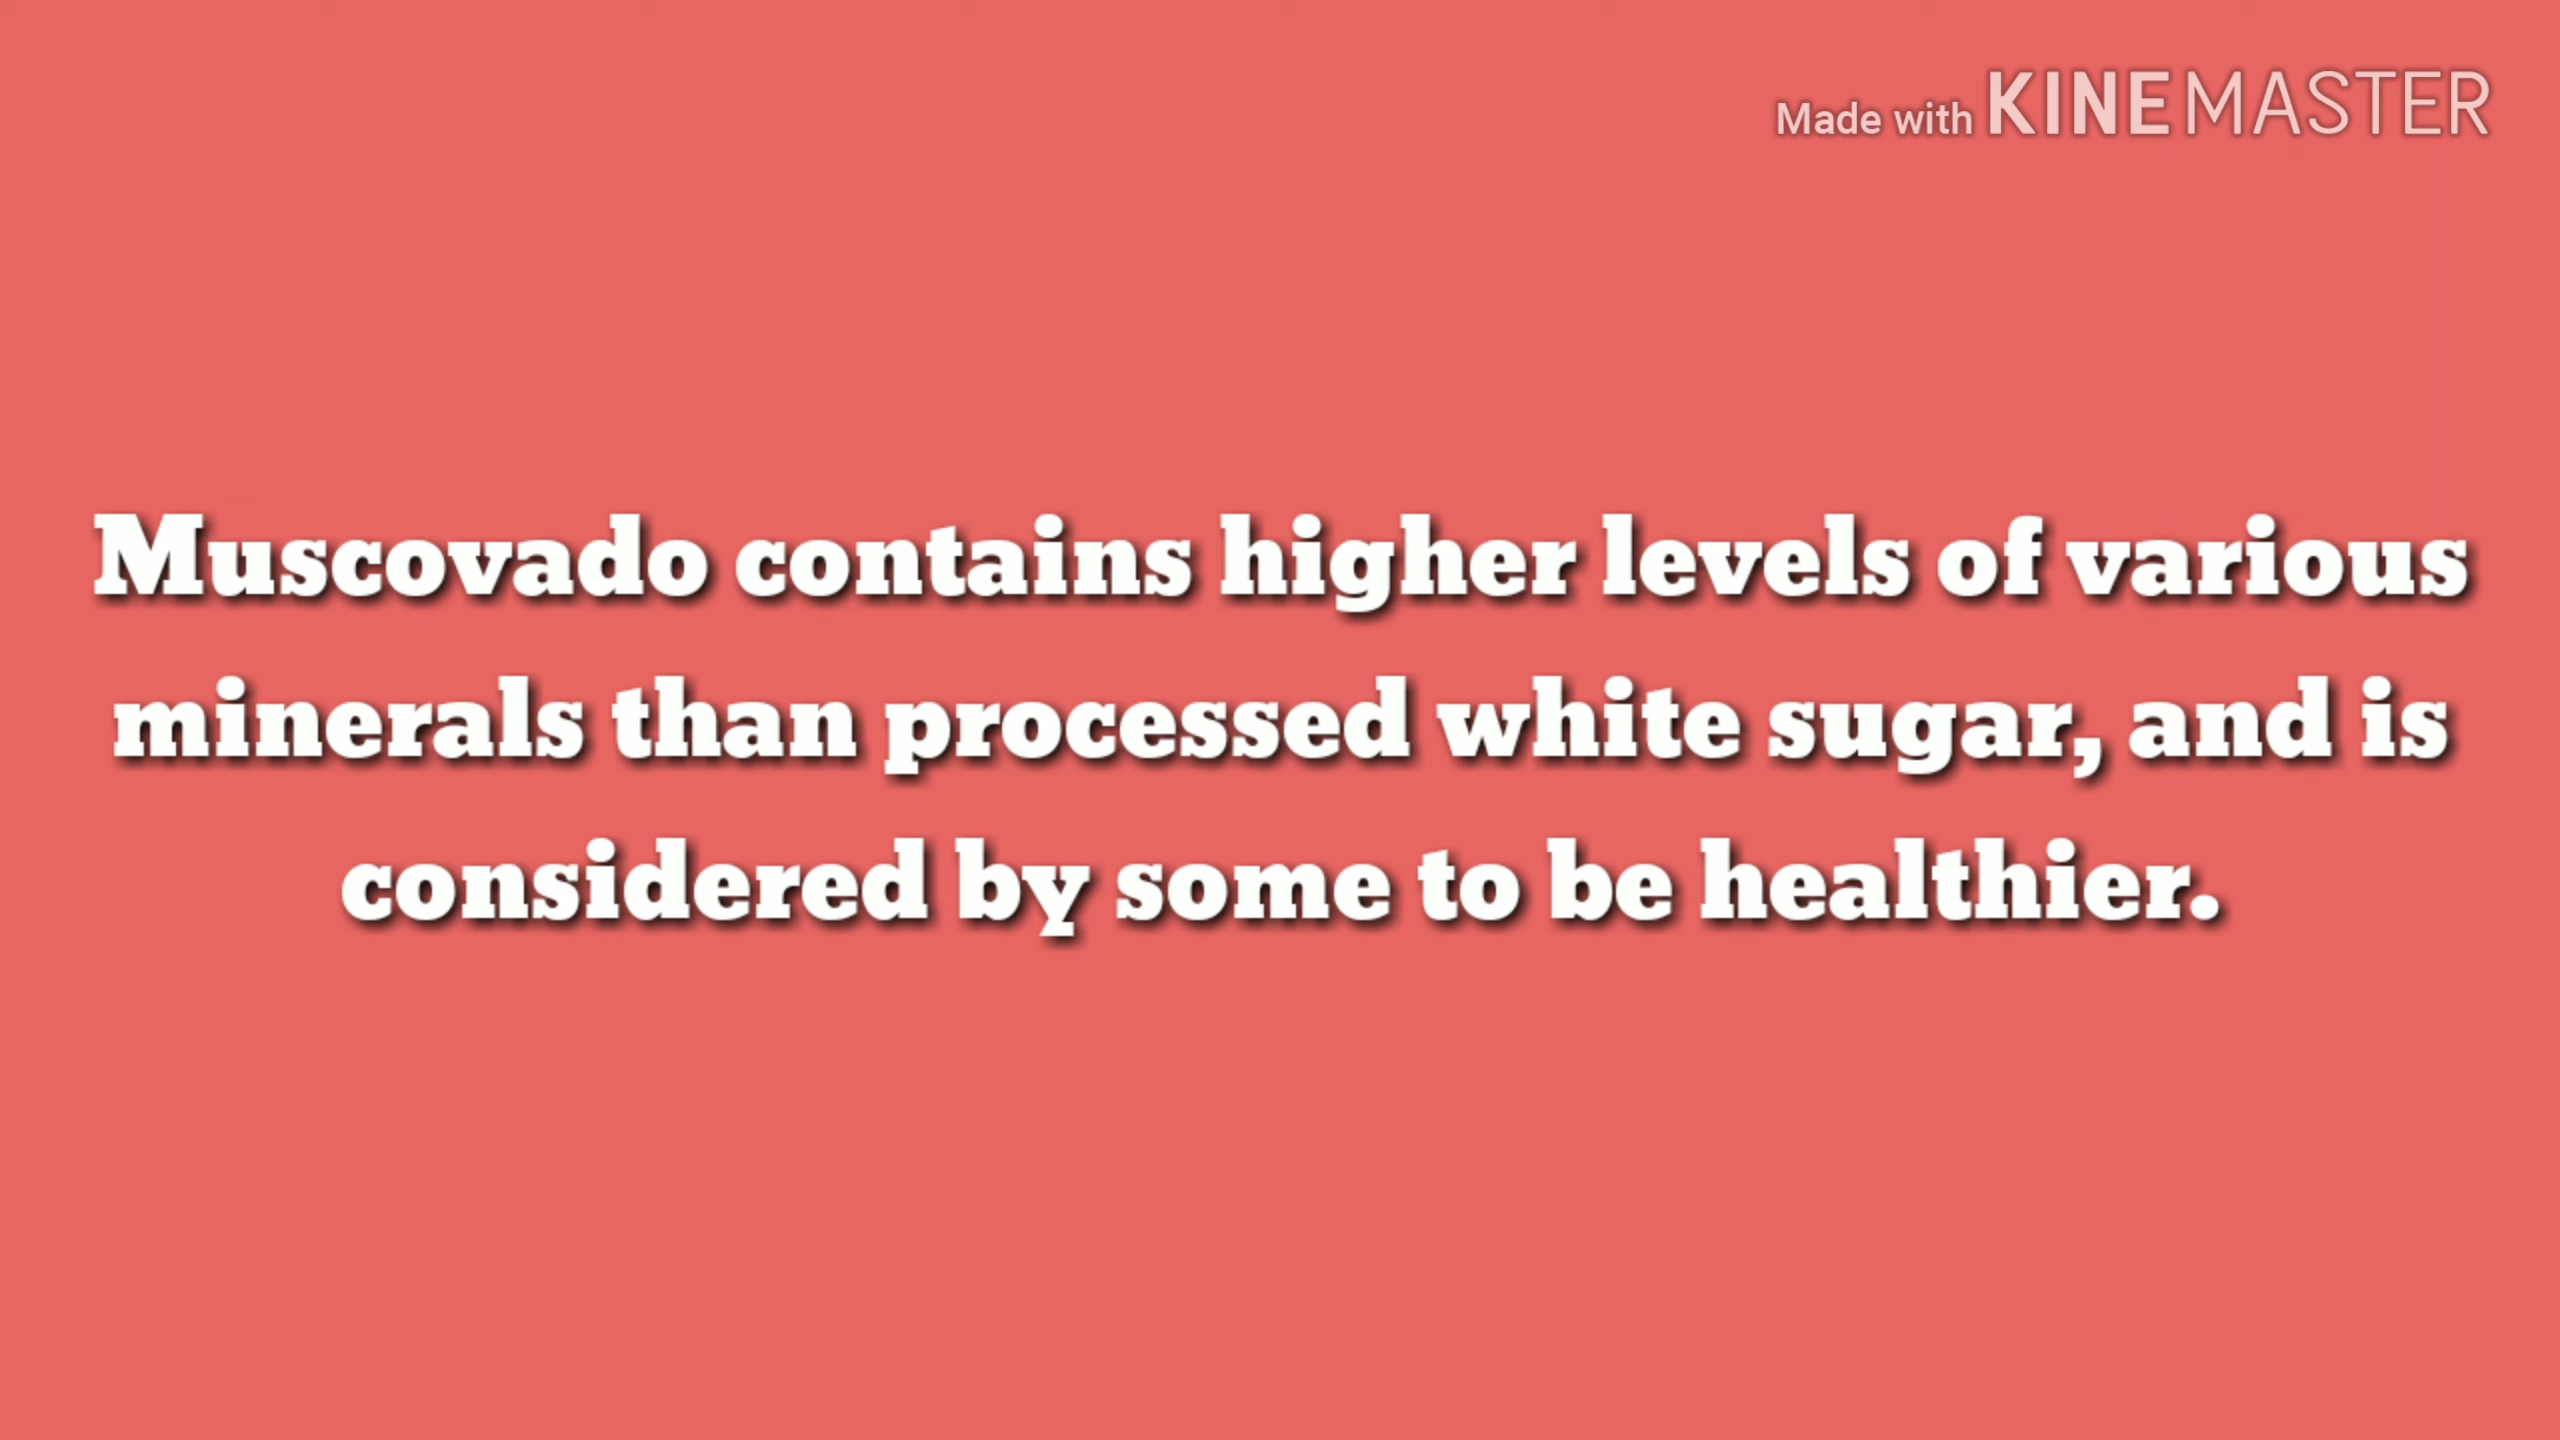 Made with KINEMASTER
Muscovado contains higher levels of various
minerals than processed white sugar, and is
considered by some to be healthier.